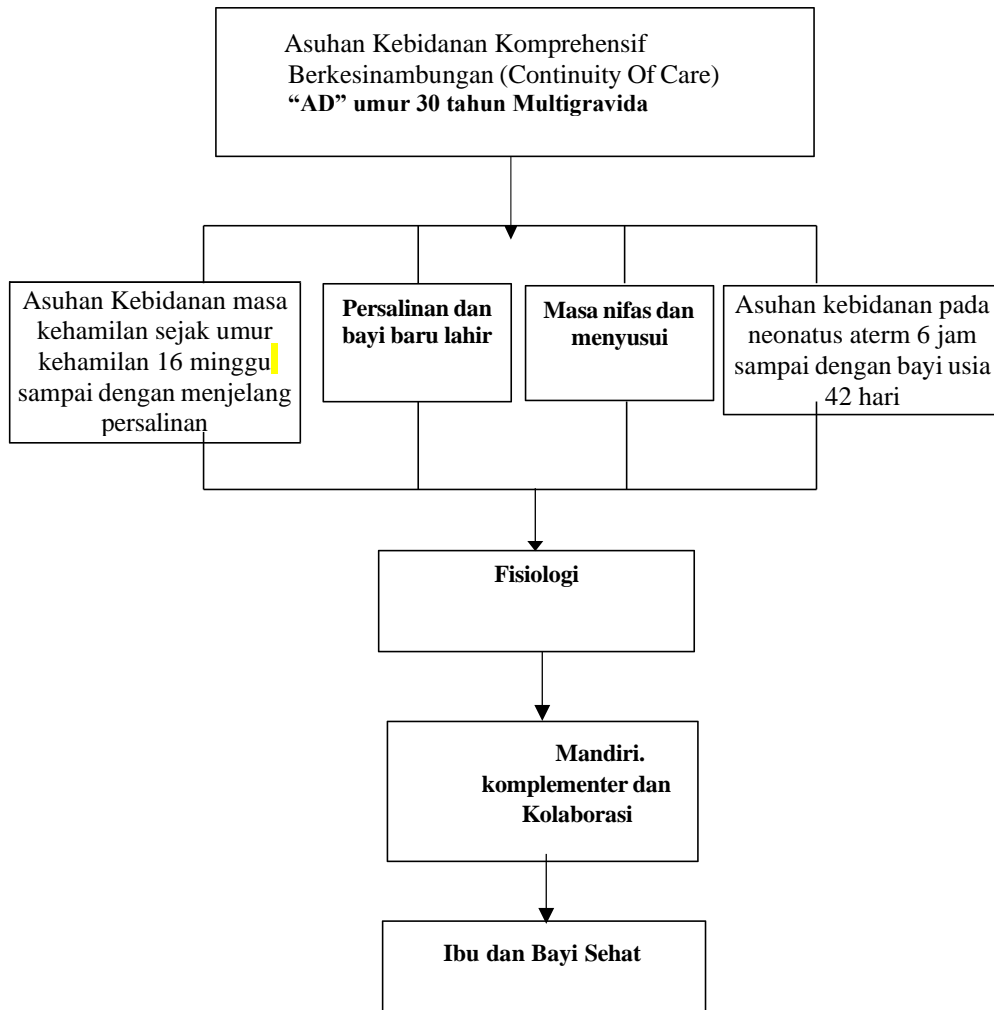 Asuhan Kebidanan Komprehensif
Berkesinambungan (Continuity Of Care)
“AD” umur 30 tahun Multigravida
Asuhan Kebidanan masa
kehamilan sejak umur
kehamilan 16 minggu
sampai dengan menjelang
persalinan
Persalinan dan
bayi baru lahir
Masa nifas dan
menyusui
Asuhan kebidanan pada
neonatus aterm 6 jam
sampai dengan bayi usia
42 hari
Fisiologi
Mandiri.
komplementer dan
Kolaborasi
Ibu dan Bayi Sehat